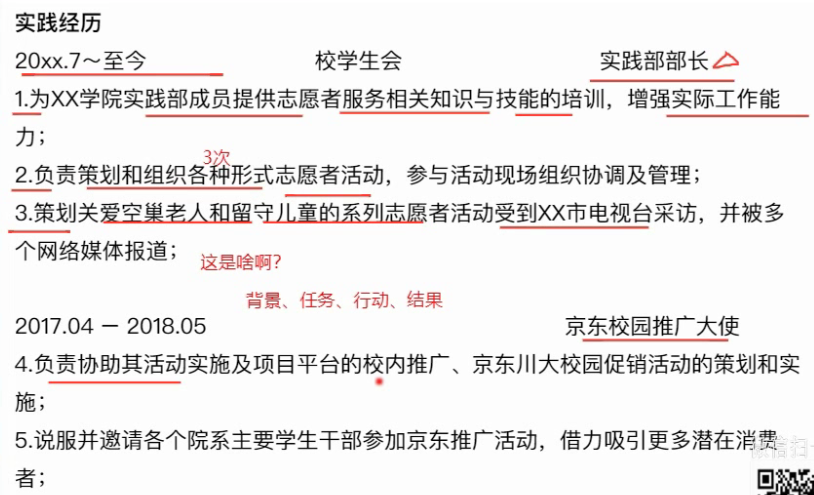 实践经历
20xx.7～至今 校学生会 实践部部长
1.为XX学院实践部成员提供志愿者服务相关知识与技能的培训，增强实际工作能
力；
3次
2.负责策划和组织各种形式志愿者活动，参与活动现场组织协调及管理；
3.策划关爱空巢老人和留守儿童的系列志愿者活动受到XX市电视台采访，并被多
个网络媒体报道；
这是啥啊？
背景、任务、行动、结果
2017.04 － 2018.05 京东校园推广大使
4.负责协助其活动实施及项目平台的校内推广、京东川大校园促销活动的策划和实
施；
5.说服并邀请各个院系主要学生干部参加京东推广活动，借力吸引更多潜在消费
者；